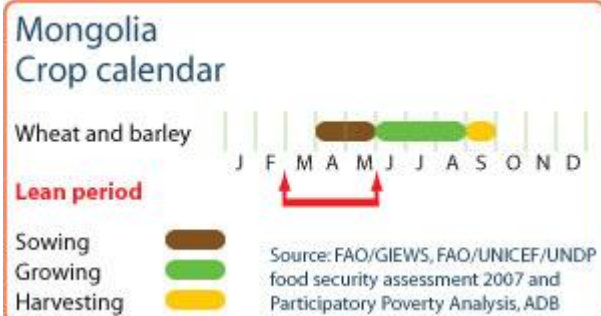 Mongolia
Crop calendar
Wheat and barley
J F M A M J J A S O N D
Lean period
Sowing
Growing
Harvesting
Source: FAO/GIEWS, FAO/UNICEF/UNDP
food security assessment 2007 and
Participatory Poverty Analysis, ADB